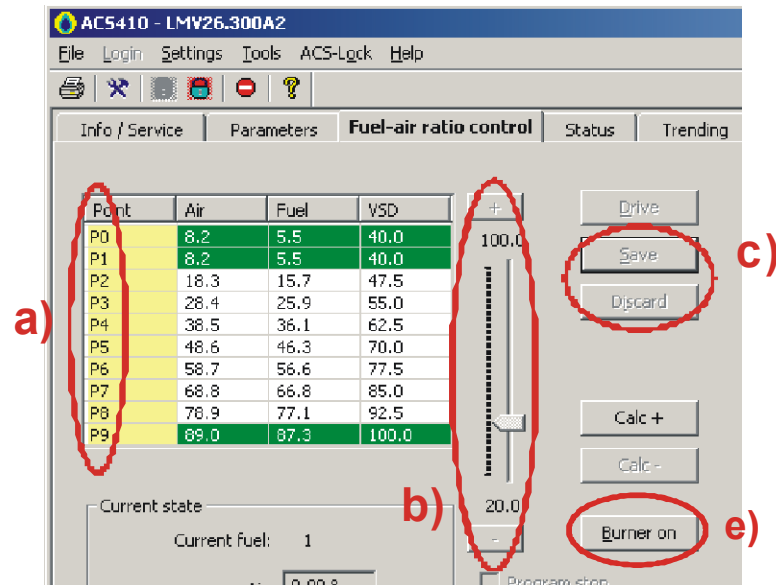 ACS410 - LMV26.300A2
File Login Settings Tools ACS-Lock Help
Info / Service Parameters Fuel-air ratio control Status Trending
Point Air Fuel VSD + Drive
P0 8.2 5.5 40.0 100.0
P1 8.2 5.5 40.0 Save c)
P2 18.3 15.7 47.5
P3 28.4 25.9 55.0 Discard
a) P4 38.5 36.1 62.5
P5 48.6 46.3 70.0
P6 58.7 56.6 77.5
P7 68.8 66.8 85.0
P8 78.9 77.1 92.5 Calc +
P9 89.0 87.3 100.0
Calc -
Current state b) 20.0
Current fuel: 1 - Burner on e)
0.00 ° Program stop